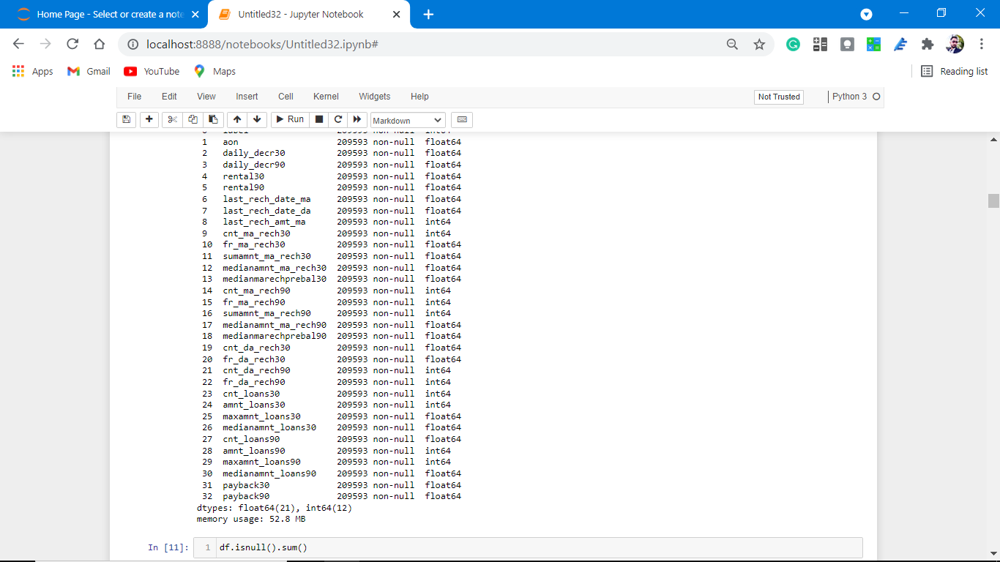 Home Page - Select or create a note
Untitled32 - Jupyter Notebook
localhost:8888/notebooks/Untitled32.ipynb#
Apps Gmail YouTube Maps Reading list
File Edit View Insert Cell Kernel Widgets Help Not Trusted Python 3
Run Markdown
1 aon 209593 non-null float64
2 daily_decr30 209593 non-null float64
3 daily_decr90 209593 non-null float64
4 rental30 209593 non-null float64
5 rental90 209593 non-null float64
6 last_rech_date_ma 209593 non-null float64
7 last_rech_date_da 209593 non-null float64
8 last_rech_amt_ma 209593 non-null int64
9 cnt_ma_rech30 209593 non-null int64
10 fr_ma_rech30 209593 non-null float64
11 sumamnt_ma_rech30 209593 non-null float64
12 medianamnt_ma_rech30 209593 non-null float64
13 medianmarechprebal30 209593 non-null float64
14 cnt_ma_rech90 209593 non-null int64
15 fr_ma_rech90 209593 non-null int64
16 sumamnt_ma_rech90 209593 non-null int64
17 medianamnt_ma_rech90 209593 non-null float64
18 medianmarechprebal90 209593 non-null float64
19 cnt_da_rech30 209593 non-null float64
20 fr_da_rech30 209593 non-null float64
21 cnt_da_rech90 209593 non-null int64
22 fr_da_rech90 209593 non-null int64
23 cnt_loans30 209593 non-null int64
24 amnt_loans30 209593 non-null int64
25 maxamnt_loans30 209593 non-null float64
26 medianamnt_loans30 209593 non-null float64
27 cnt_loans90 209593 non-null float64
28 amnt_loans90 209593 non-null int64
29 maxamnt_loans90 209593 non-null int64
30 medianamnt_loans90 209593 non-null float64
31 payback30 209593 non-null float64
32 payback90 209593 non-null float64
dtypes: float64(21), int64(12)
memory usage: 52.8 MB
In [11]: 1 df.isnull().sum()